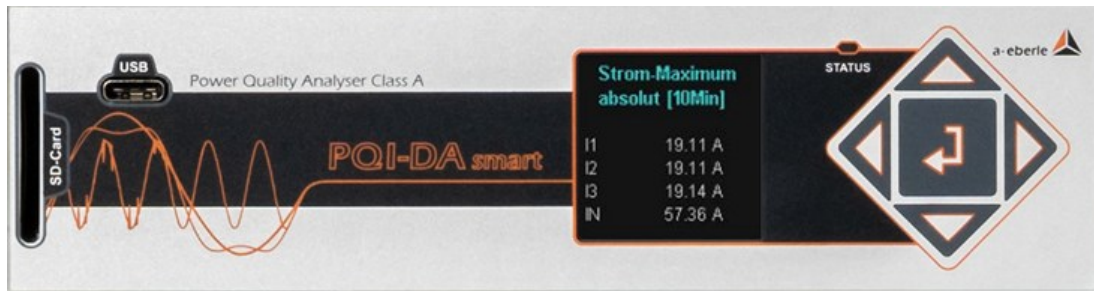 USB
Power Quality Analyser Class A
SD-Card
PQI-DA smart
Strom-Maximum
absolut [10Min]
I1 19.11 A
I2 19.11 A
I3 19.14 A
IN 57.36 A
STATUS
a-eberle